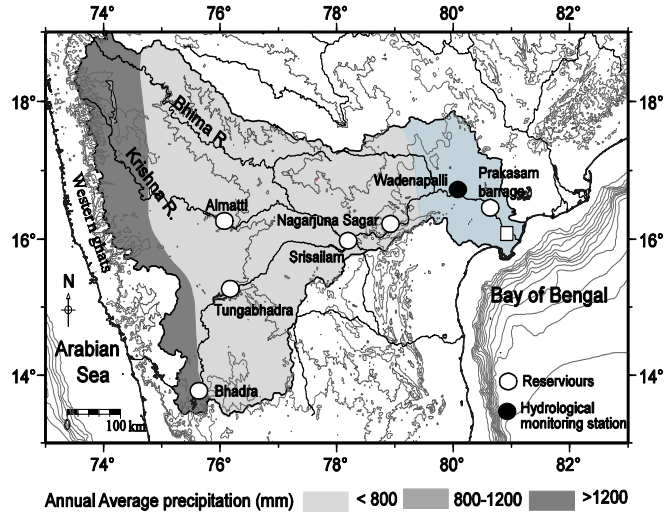 74° 76° 78° 80° 82°
18°
16°
14°
Bhima R.
Krishna R.
Western ghats
Wadenapalli
Prakasam
barrage
Almatti
Nagarjuna Sagar
Srisailam
Tungabhadra
Bhadra
N
Arabian
Sea
Bay of Bengal
0 100 km
Reserviours
Hydrological
monitoring station
18°
16°
14°
74° 76° 78° 80° 82°
Annual Average precipitation (mm) < 800 800-1200 >1200